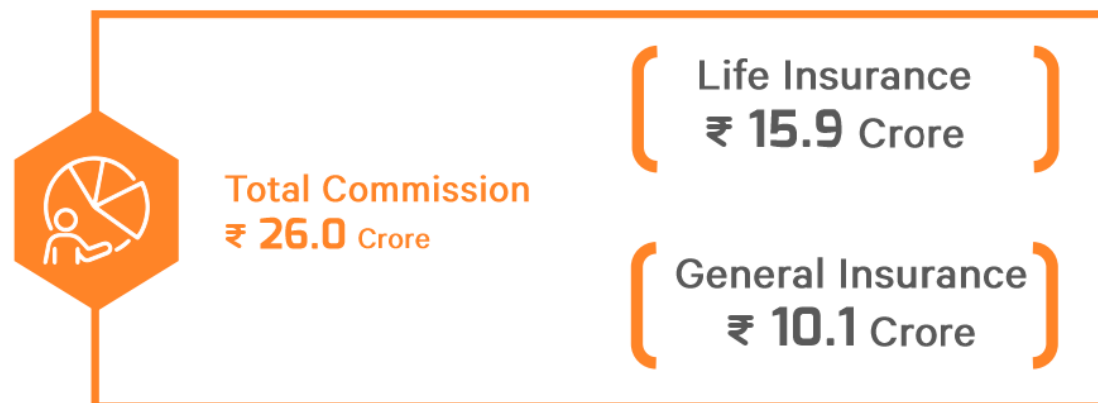 Total Commission
₹ 26.0 Crore
Life Insurance
₹ 15.9 Crore
General Insurance
₹ 10.1 Crore